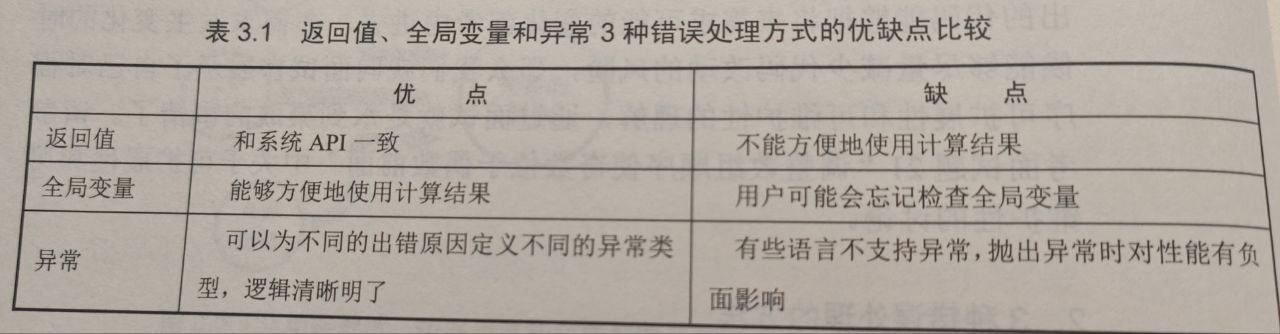 表 3.1 返回值、全局变量和异常 3 种错误处理方式的优缺点比较
优 点 缺 点
返回值 和系统 API 一致 不能方便地使用计算结果
全局变量 能够方便地使用计算结果 用户可能会忘记检查全局变量
异常 可以为不同的出错原因定义不同的异常类 有些语言不支持异常，抛出异常时对性能有负
型，逻辑清晰明了 面影响